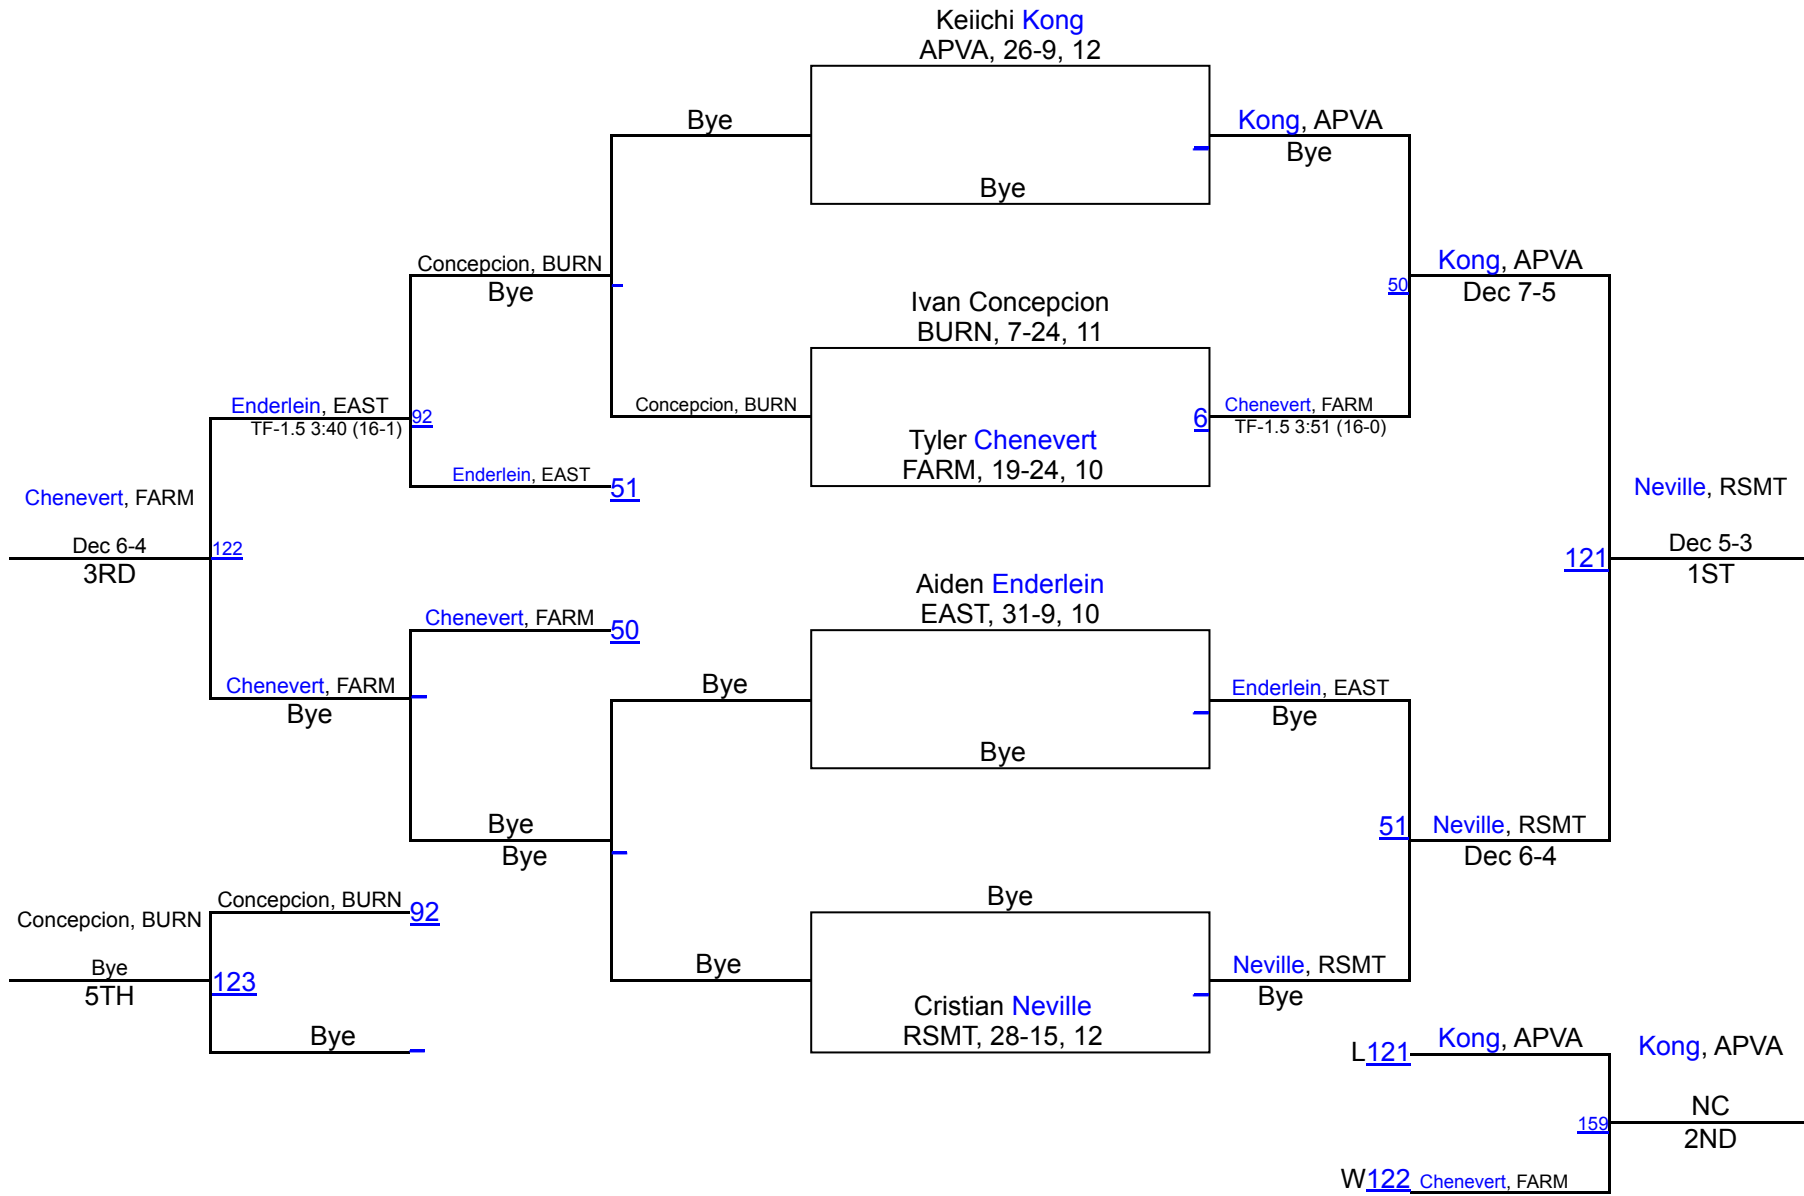 Keiichi Kong
APVA, 26-9, 12
Bye
Kong, APVA
Bye
Bye
Concepcion, BURN
Bye
Kong, APVA
50
Dec 7-5
Ivan Concepcion
BURN, 7-24, 11
Enderlein, EAST
92
TF-1.5 3:40 (16-1)
Concepcion, BURN
6
Chenevert, FARM
TF-1.5 3:51 (16-0)
Tyler Chenevert
FARM, 19-24, 10
Enderlein, EAST
51
Chenevert, FARM
Neville, RSMT
Dec 6-4
122
3RD
121
Dec 5-3
1ST
Aiden Enderlein
EAST, 31-9, 10
Chenevert, FARM
50
Chenevert, FARM
Bye
Bye
Enderlein, EAST
Bye
Bye
Bye
Bye
51
Neville, RSMT
Dec 6-4
Bye
Concepcion, BURN
92
Concepcion, BURN
Bye
123
5TH
Bye
Neville, RSMT
Bye
Cristian Neville
RSMT, 28-15, 12
Bye
L121
Kong, APVA
Kong, APVA
NC
159
2ND
W122
Chenevert, FARM